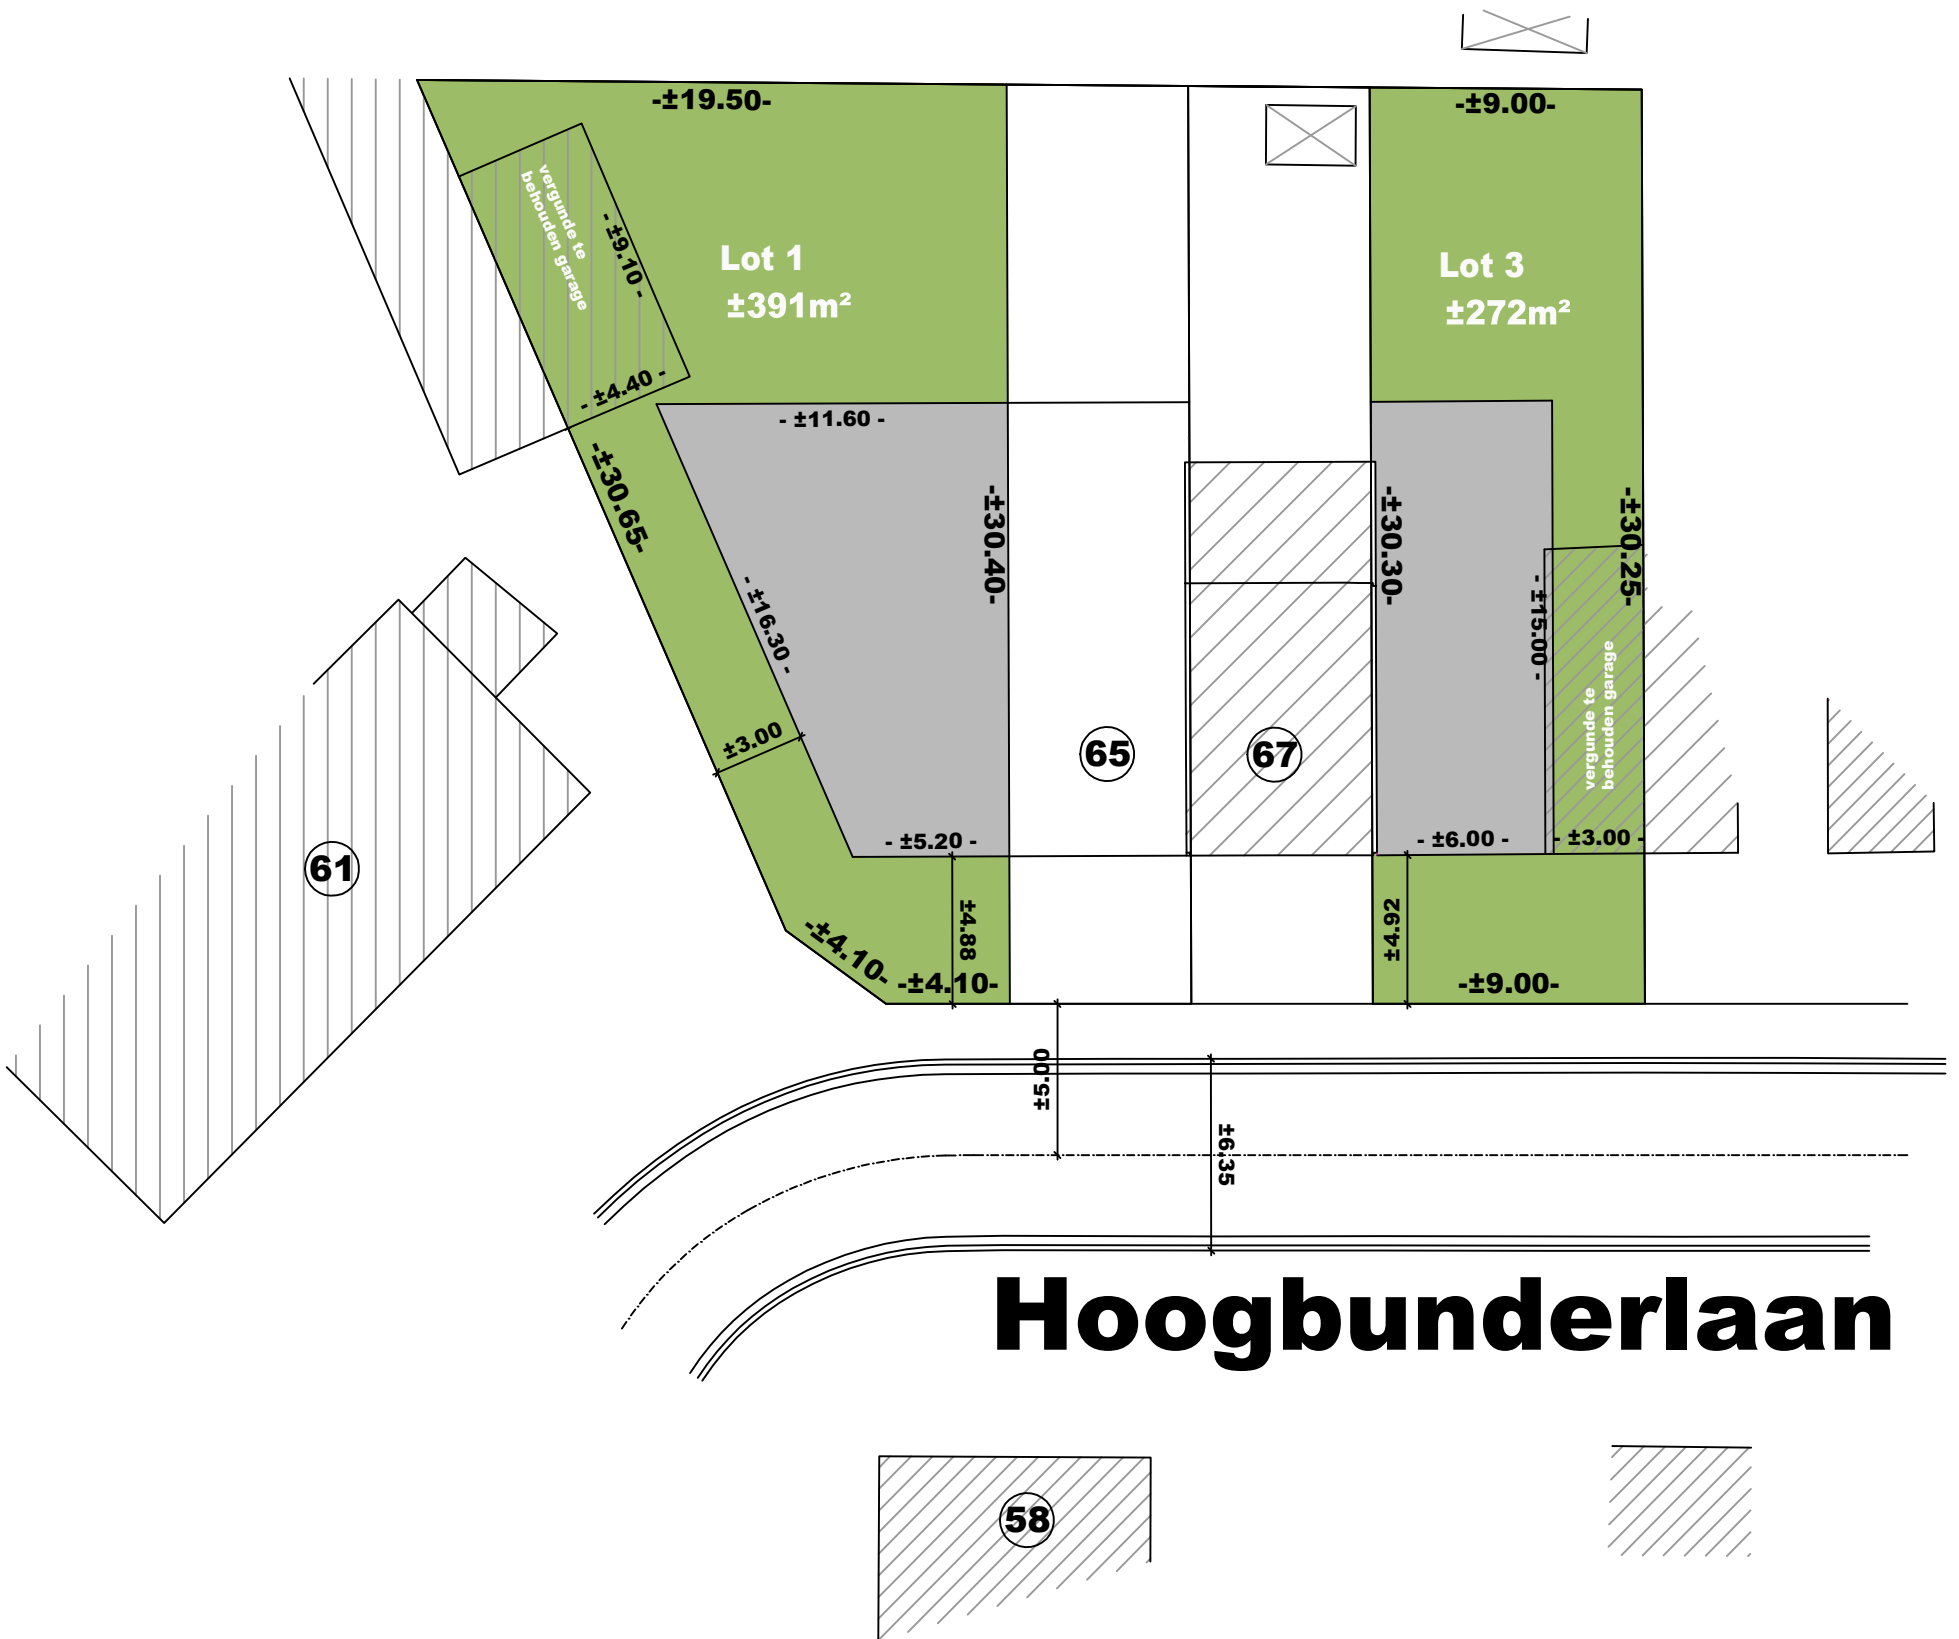 -±19.50-
-±9.00-
vergunde te
behouden garage
- ±9.10 -
Lot 1
±391m²
Lot 3
±272m²
- ±4.40 -
- ±11.60 -
-±30.65-
-±30.40-
-±30.30-
-±30.25-
- ±16.30 -
- ±15.00 -
vergunde te
behouden garage
±3.00
65
67
- ±5.20 -
- ±6.00 -
- ±3.00 -
61
±4.88
±4.92
-±4.10-
-±4.10-
-±9.00-
±5.00
±6.35
Hoogbunderlaan
58